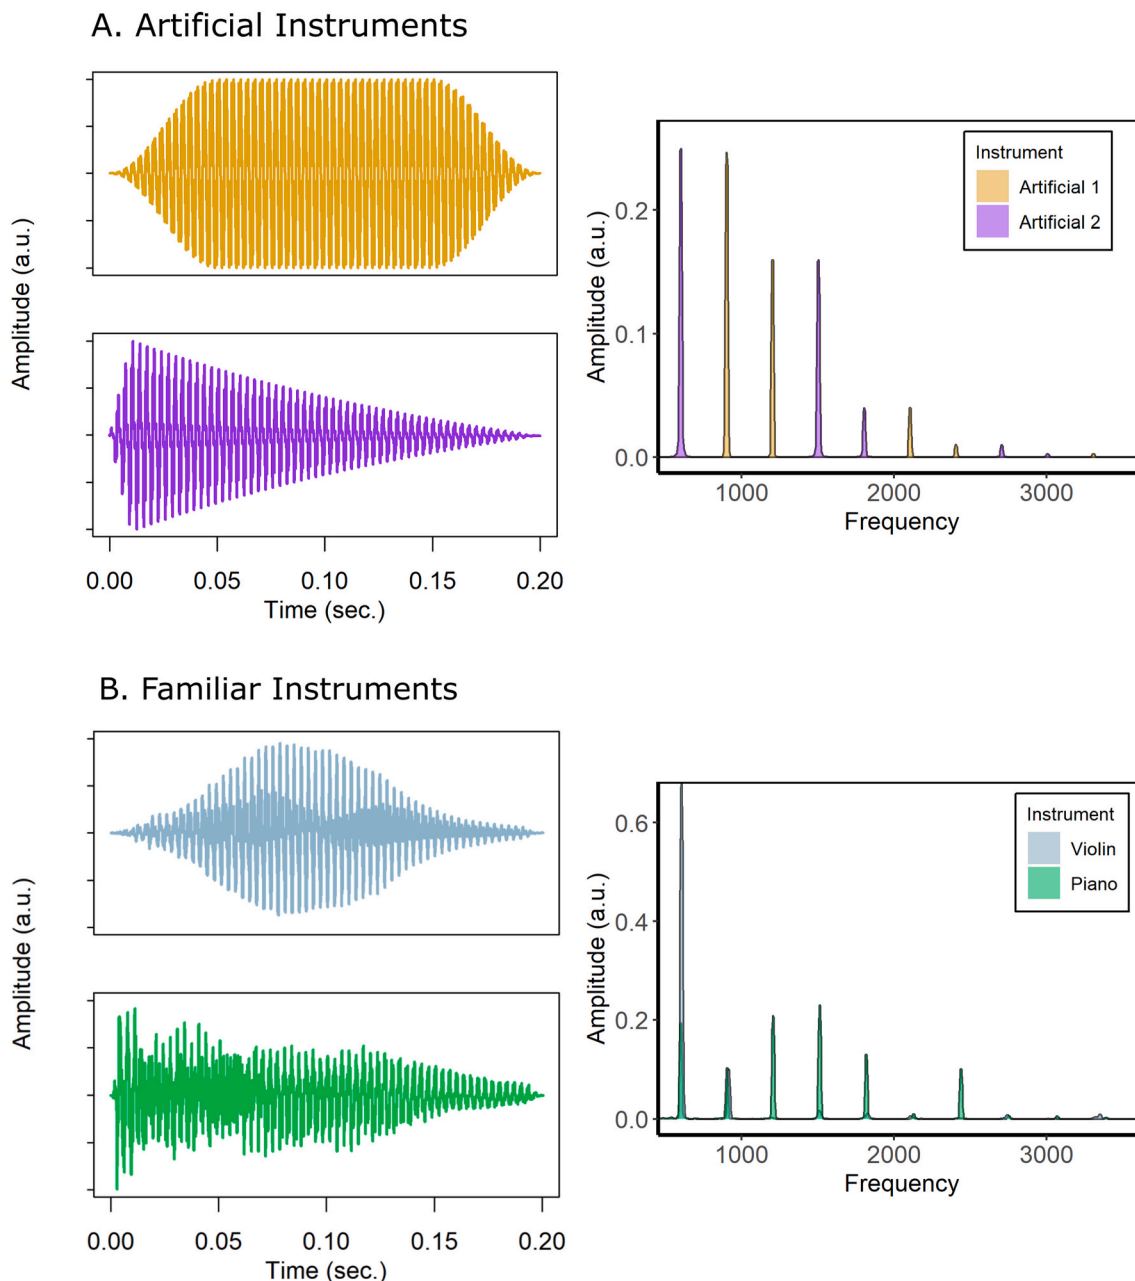 A. Artificial Instruments
Amplitude (a.u.)
0.00 0.05 0.10 0.15 0.20
Time (sec.)
Amplitude (a.u.)
0.2
0.1
0.0
1000 2000 3000
Frequency
Instrument
Artificial 1
Artificial 2
B. Familiar Instruments
Amplitude (a.u.)
0.00 0.05 0.10 0.15 0.20
Time (sec.)
Amplitude (a.u.)
0.6
0.4
0.2
0.0
1000 2000 3000
Frequency
Instrument
Violin
Piano